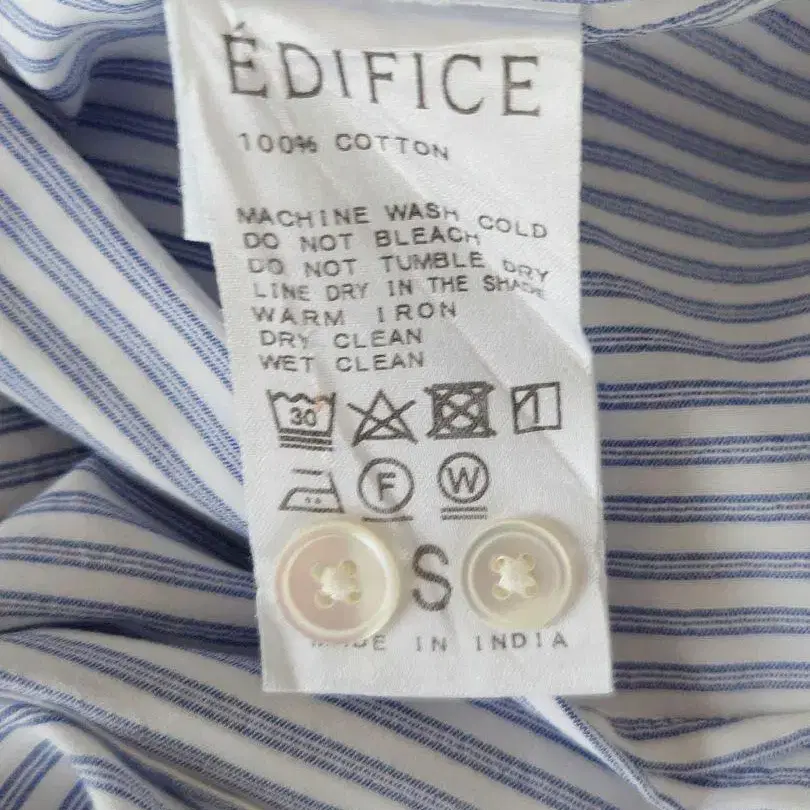 ÉDIFICE
100% COTTON
MACHINE WASH COLD
DO NOT BLEACH
DO NOT TUMBLE DRY
LINE DRY IN THE SHADE
WARM IRON
DRY CLEAN
WET CLEAN
30
F W
S
MADE IN INDIA